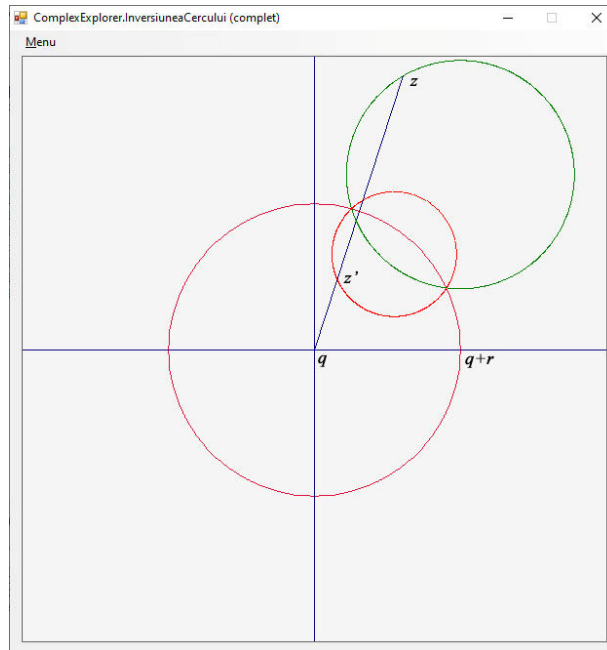 ComplexExplorer.InversiuneaCercului (complet)
Menu
z
z'
q
q+r